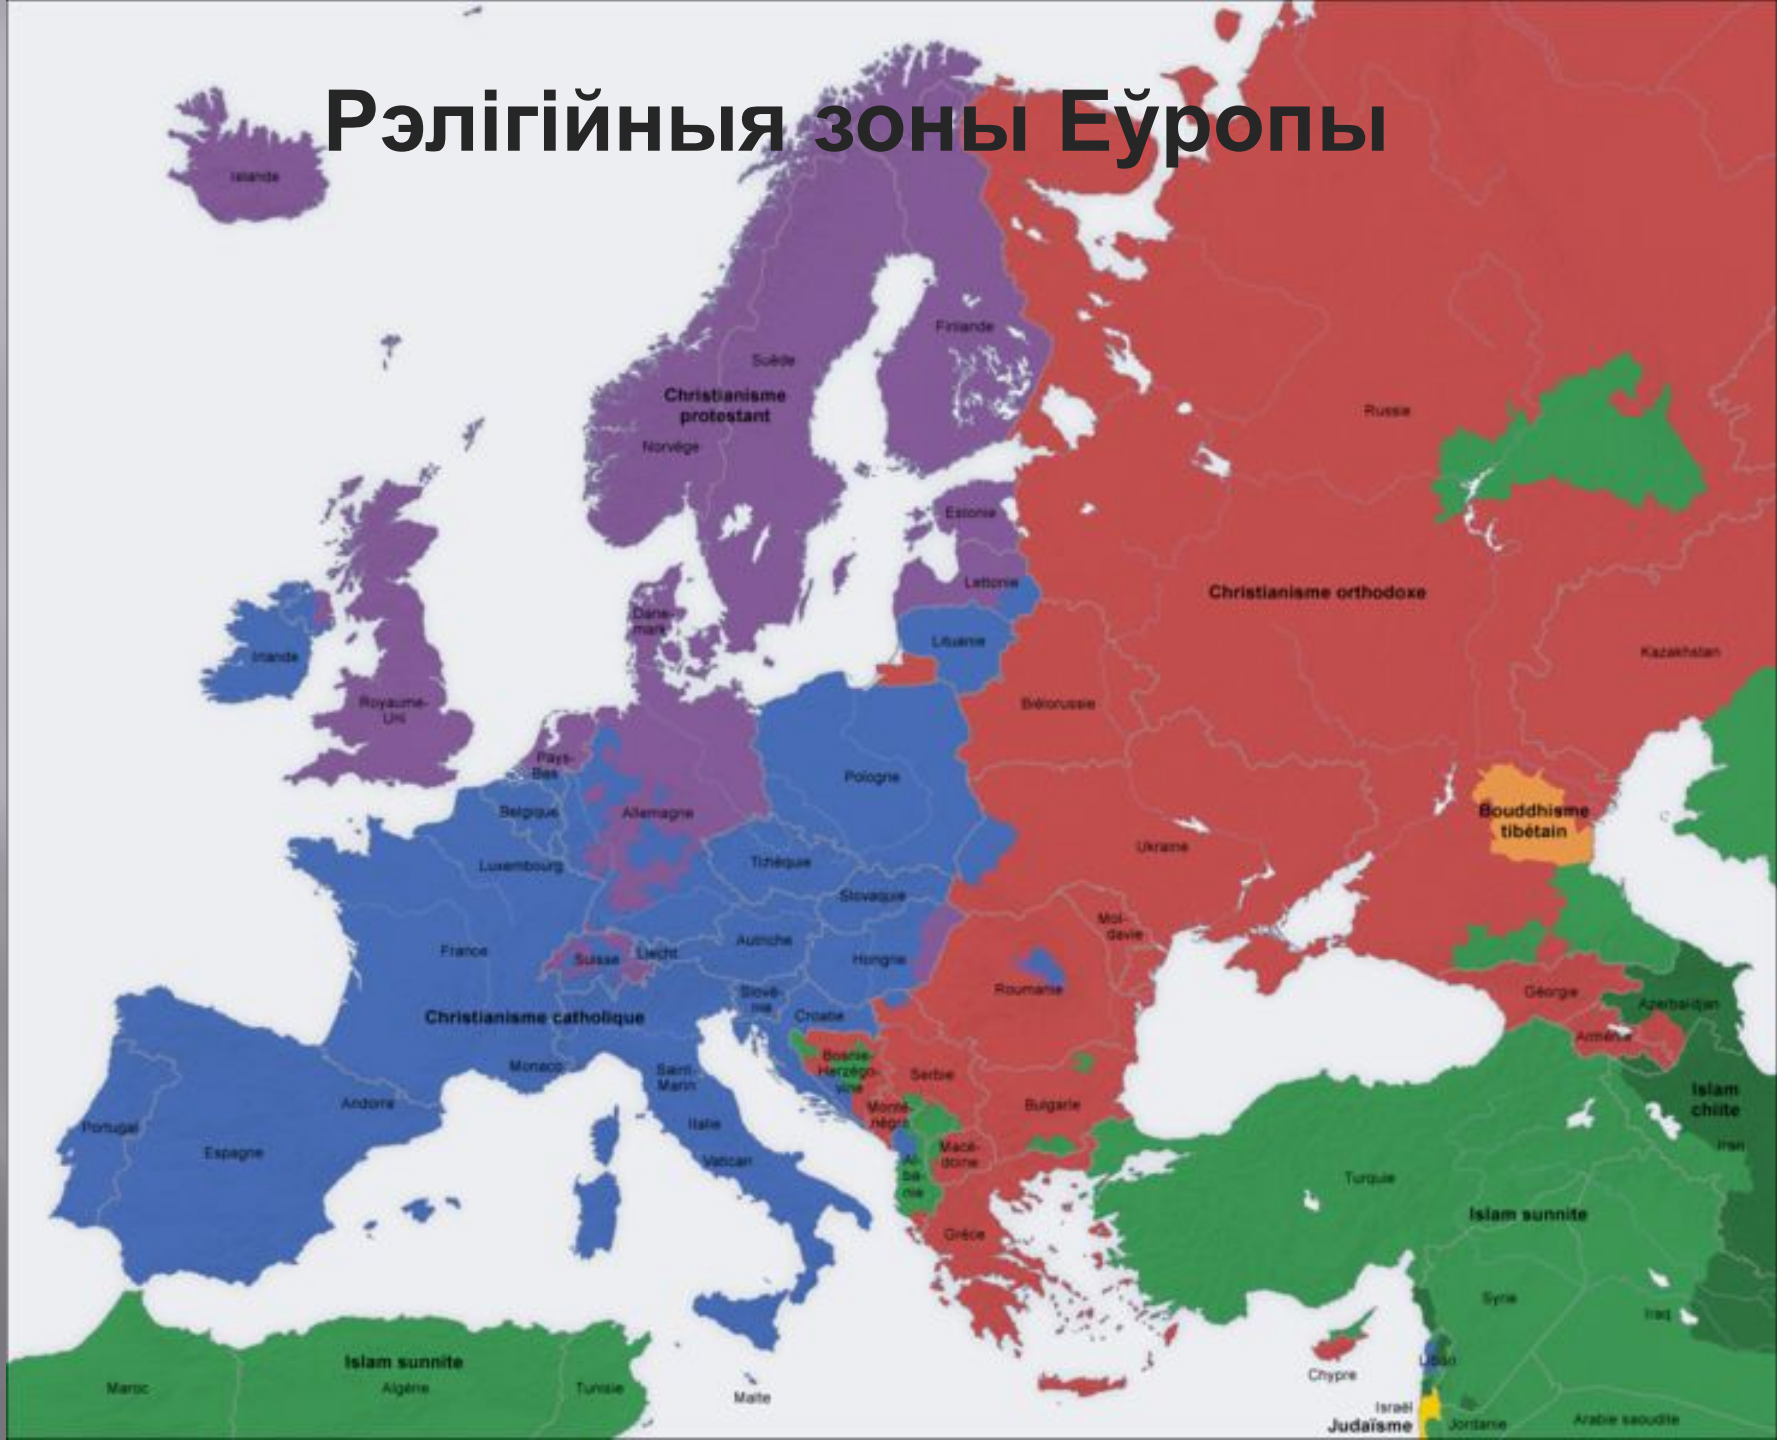 Рэлігійныя зоны Еўропы
Islande
Finlande
Suède
Christianisme
protestant
Norvège
Russie
Estonie
Lettonie
Christianisme orthodoxe
Dane-
mark
Lituanie
Irlande
Kazakhstan
Royaume-
Uni
Biélorussie
Pays-
Bas
Pologne
Belgique
Allemagne
Bouddhisme
tibétain
Ukraine
Luxembourg
Tchéquie
Slovaquie
Mol-
davie
France
Suisse
Liecht
Autriche
Hongrie
Roumanie
Géorgie
Azerbaïdjan
Slové-
nie
Christianisme catholique
Croatie
Arménie
Monaco
Saint-
Marin
Bosnie-
Herzégo-
vine
Serbie
Islam
chiite
Andorre
Monté-
négro
Bulgarie
Portugal
Italie
Espagne
Vatican
Al-
ba-
nie
Macé-
doine
Iran
Turquie
Islam sunnite
Grèce
Syrie
Iraq
Islam sunnite
Liban
Chypre
Maroc
Algérie
Tunisie
Malte
Israël
Judaïsme
Jordanie
Arabie saoudite